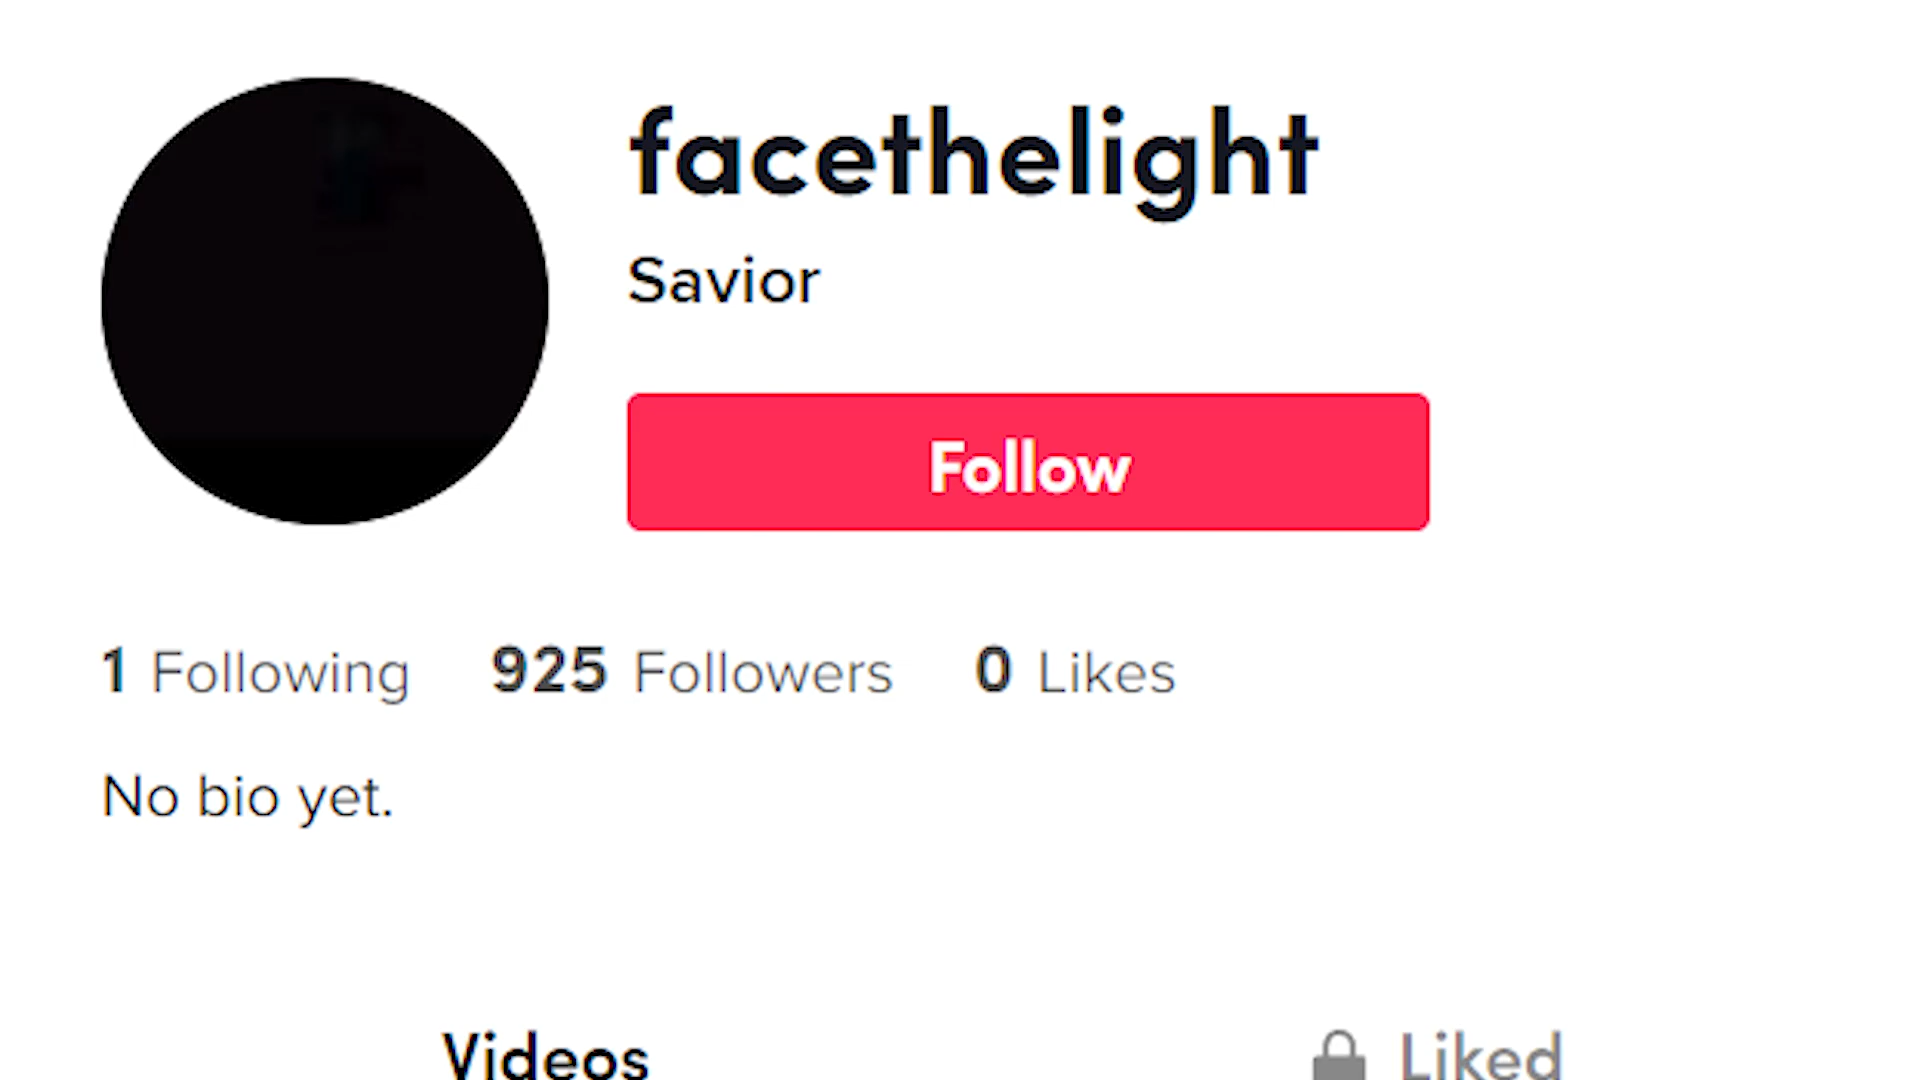 facethelight
Savior
Follow
1 Following 925 Followers 0 Likes
No bio yet.
Videos Liked